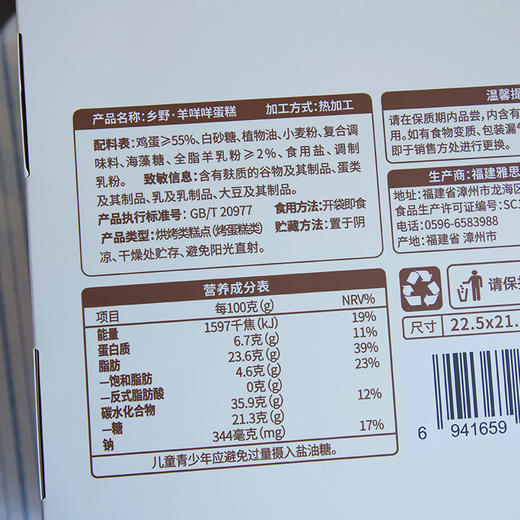 产品名称:乡野·羊咩咩蛋糕 加工方式:热加工
配料表:鸡蛋≥55%、白砂糖、植物油、小麦粉、复合调
味料、海藻糖、全脂羊乳粉≥2%、食用盐、调制
乳粉。 致敏信息:含有麸质的谷物及其制品、蛋类
及其制品、乳及乳制品、大豆及其制品。
产品执行标准号:GB/T 20977 食用方法:开袋即食
产品类型:烘烤类糕点(烤蛋糕类) 贮藏方法:置于阴
凉、干燥处贮存、避免阳光直射。
营养成分表
项目 每100克(g) NRV%
能量 1597千焦(kJ) 19%
蛋白质 6.7克(g) 11%
脂肪 23.6克(g) 39%
–饱和脂肪 4.6克(g) 23%
–反式脂肪酸 0克(g)
碳水化合物 35.9克(g) 12%
–糖 21.3克(g)
钠 344毫克(mg) 17%
儿童青少年应避免过量摄入盐油糖。
温馨提
请在保质期内品尝,内含有
用。如有食物变质、包装漏
即于销售方处进行更换。
生产商:福建雅思
地址:福建省漳州市龙海区
食品生产许可证编号:SC1
电话:0596-6583988
产地:福建省 漳州市
请保持
尺寸 22.5x21.
6 941659